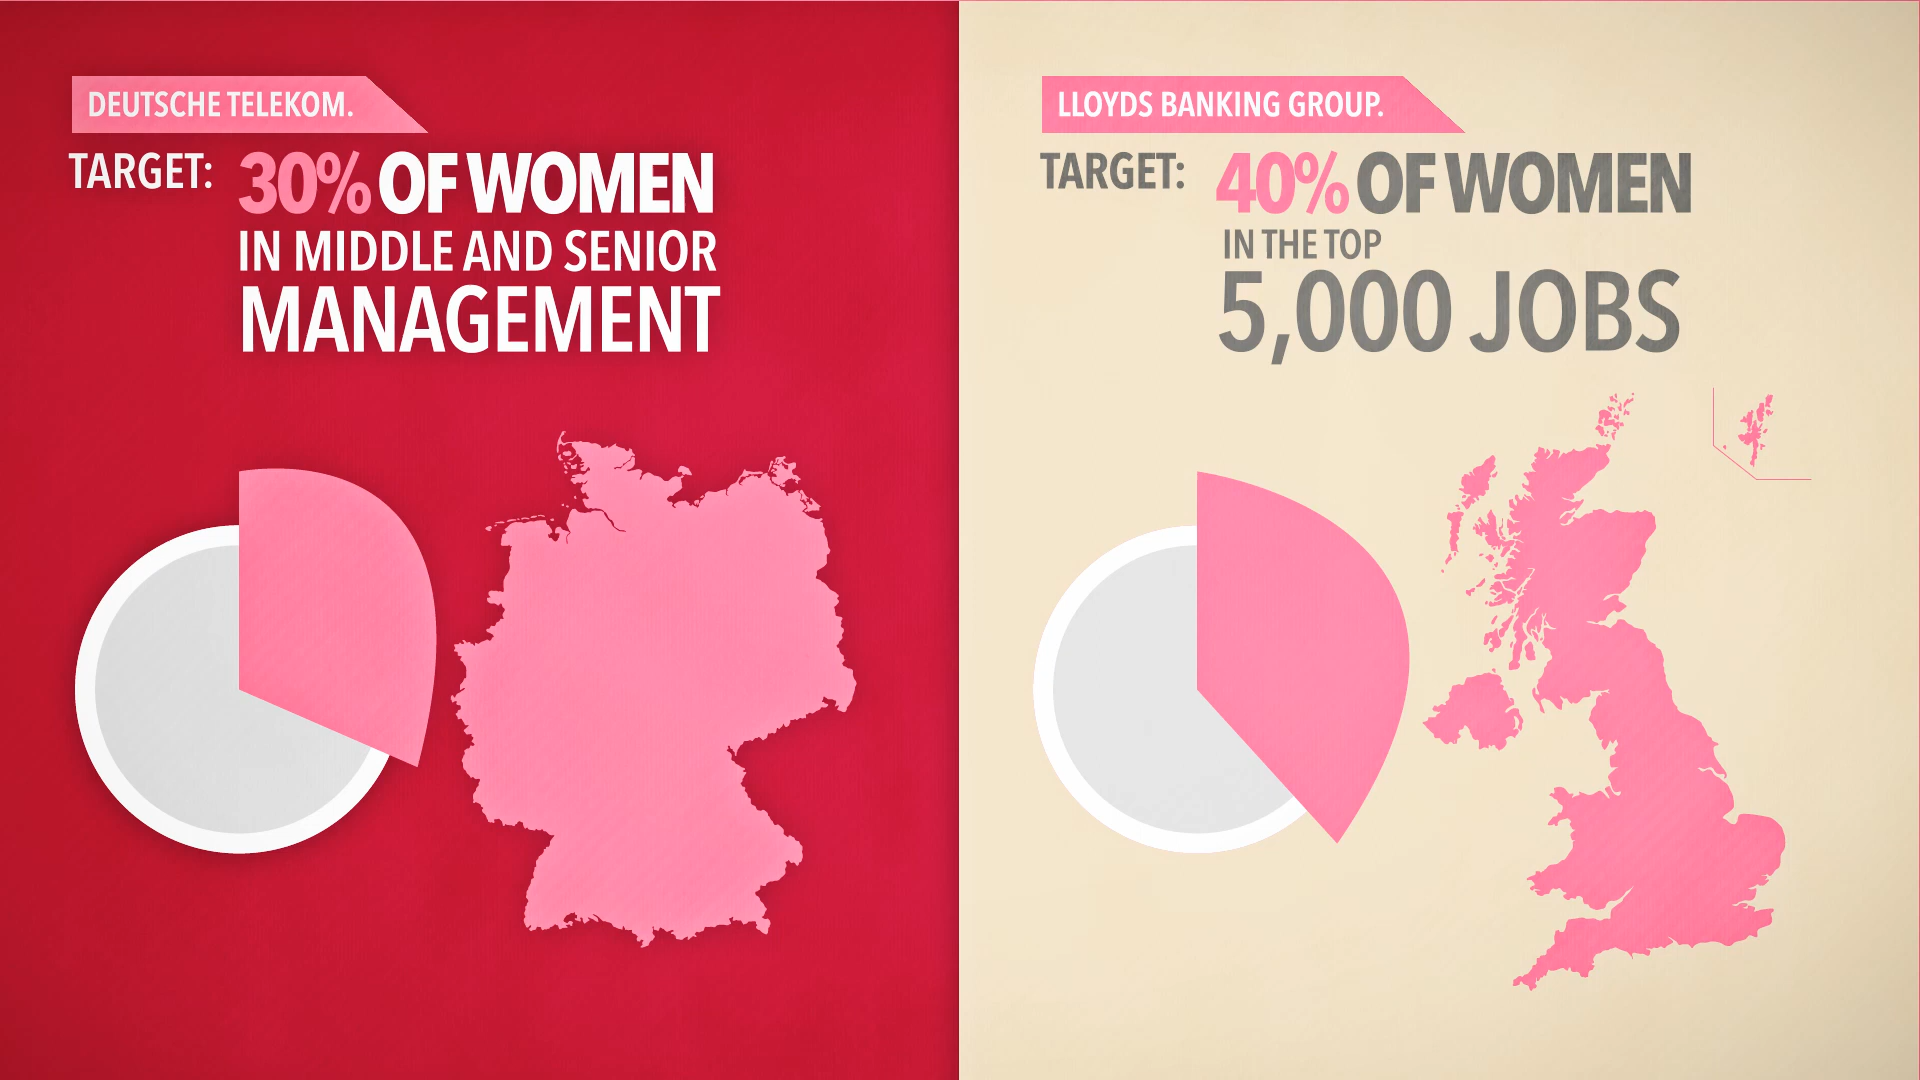 DEUTSCHE TELEKOM.
TARGET: 30% OF WOMEN
IN MIDDLE AND SENIOR
MANAGEMENT
LLOYDS BANKING GROUP.
TARGET: 40% OF WOMEN
IN THE TOP
5,000 JOBS